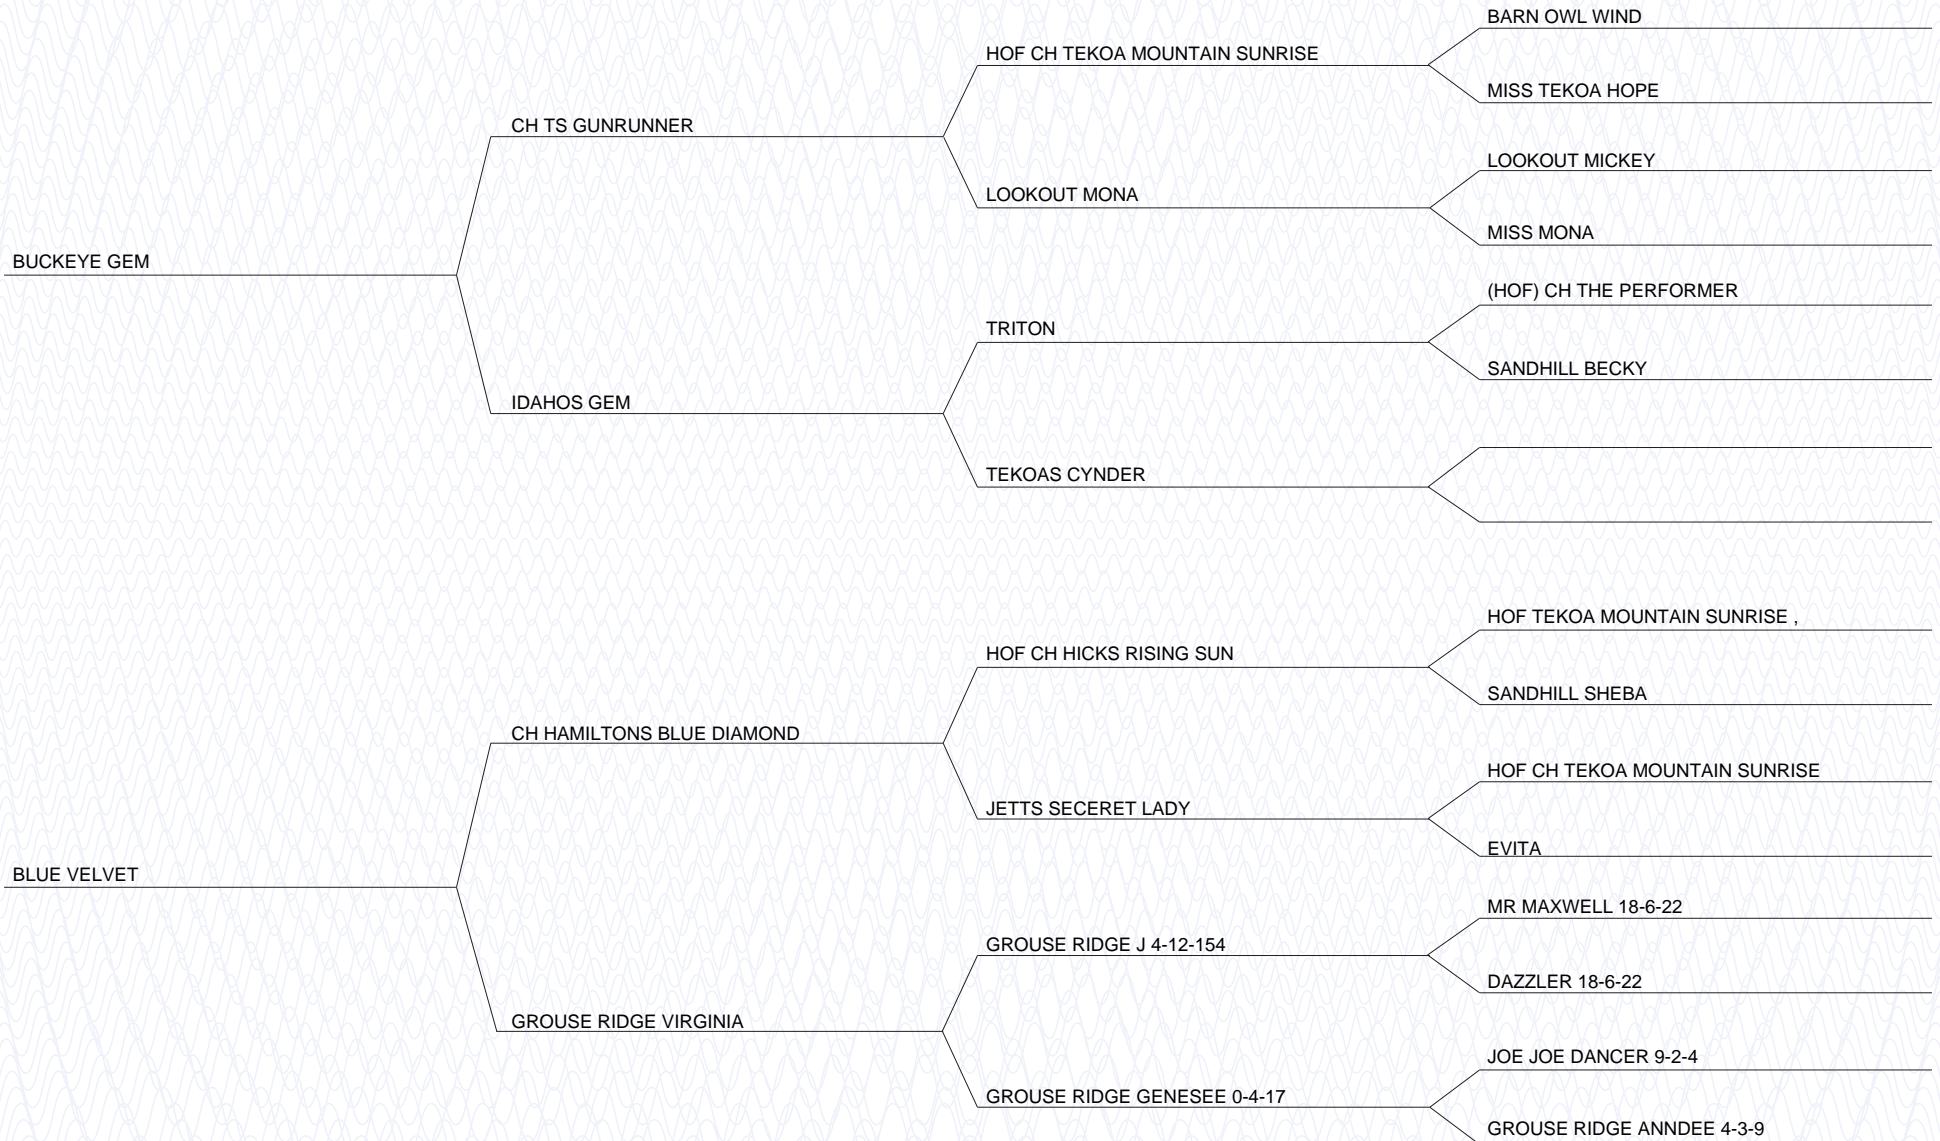 BARN OWL WIND
HOF CH TEKOA MOUNTAIN SUNRISE
MISS TEKOA HOPE
CH TS GUNRUNNER
LOOKOUT MICKEY
LOOKOUT MONA
MISS MONA
BUCKEYE GEM
(HOF) CH THE PERFORMER
TRITON
SANDHILL BECKY
IDAHOS GEM
TEKOAS CYNDER
HOF TEKOA MOUNTAIN SUNRISE ,
HOF CH HICKS RISING SUN
SANDHILL SHEBA
CH HAMILTONS BLUE DIAMOND
HOF CH TEKOA MOUNTAIN SUNRISE
JETTS SECERET LADY
EVITA
BLUE VELVET
MR MAXWELL 18-6-22
GROUSE RIDGE J 4-12-154
DAZZLER 18-6-22
GROUSE RIDGE VIRGINIA
JOE JOE DANCER 9-2-4
GROUSE RIDGE GENESEE 0-4-17
GROUSE RIDGE ANNDEE 4-3-9